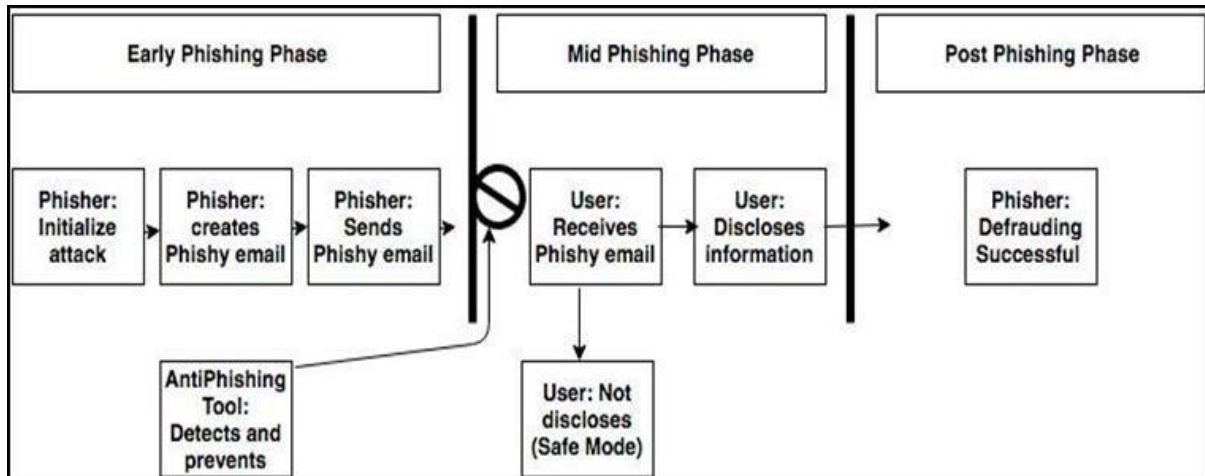 Early Phishing Phase
Mid Phishing Phase
Post Phishing Phase
Phisher:
Initialize
attack
Phisher:
creates
Phishy email
Phisher:
Sends
Phishy email
User:
Receives
Phishy email
User:
Discloses
information
Phisher:
Defrauding
Successful
AntiPhishing
Tool:
Detects and
prevents
User: Not
discloses
(Safe Mode)